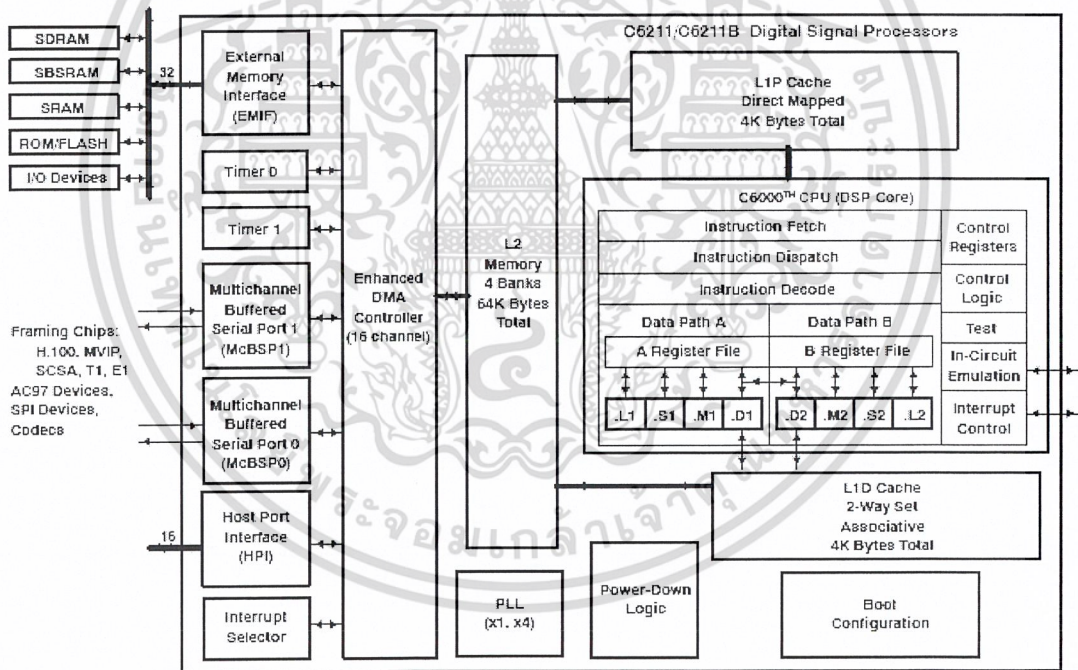 C6211/C6211B Digital Signal Processors
SDRAM
SBSRAM
SRAM
ROM/FLASH
I/O Devices
32
External
Memory
Interface
(EMIF)
Timer 0
Timer 1
Framing Chips:
H.100, MVIP,
SCSA, T1, E1
AC97 Devices,
SPI Devices,
Codecs
Multichannel
Buffered
Serial Port 1
(McBSP1)
Multichannel
Buffered
Serial Port 0
(McBSP0)
16
Host Port
Interface
(HPI)
Interrupt
Selector
Enhanced
DMA
Controller
(16 channel)
L2
Memory
4 Banks
64K Bytes
Total
PLL
(x1, x4)
L1P Cache
Direct Mapped
4K Bytes Total
C6000™ CPU (DSP Core)
Instruction Fetch
Instruction Dispatch
Instruction Decode
Data Path A
Data Path B
A Register File
B Register File
.L1 .S1 .M1 .D1
.D2 .M2 .S2 .L2
Control
Registers
Control
Logic
Test
In-Circuit
Emulation
Interrupt
Control
L1D Cache
2-Way Set
Associative
4K Bytes Total
Power-Down
Logic
Boot
Configuration